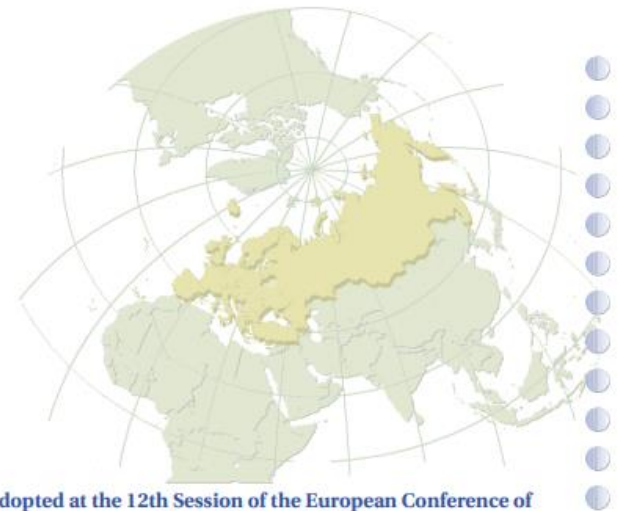 dopted at the 12th Session of the European Conference of